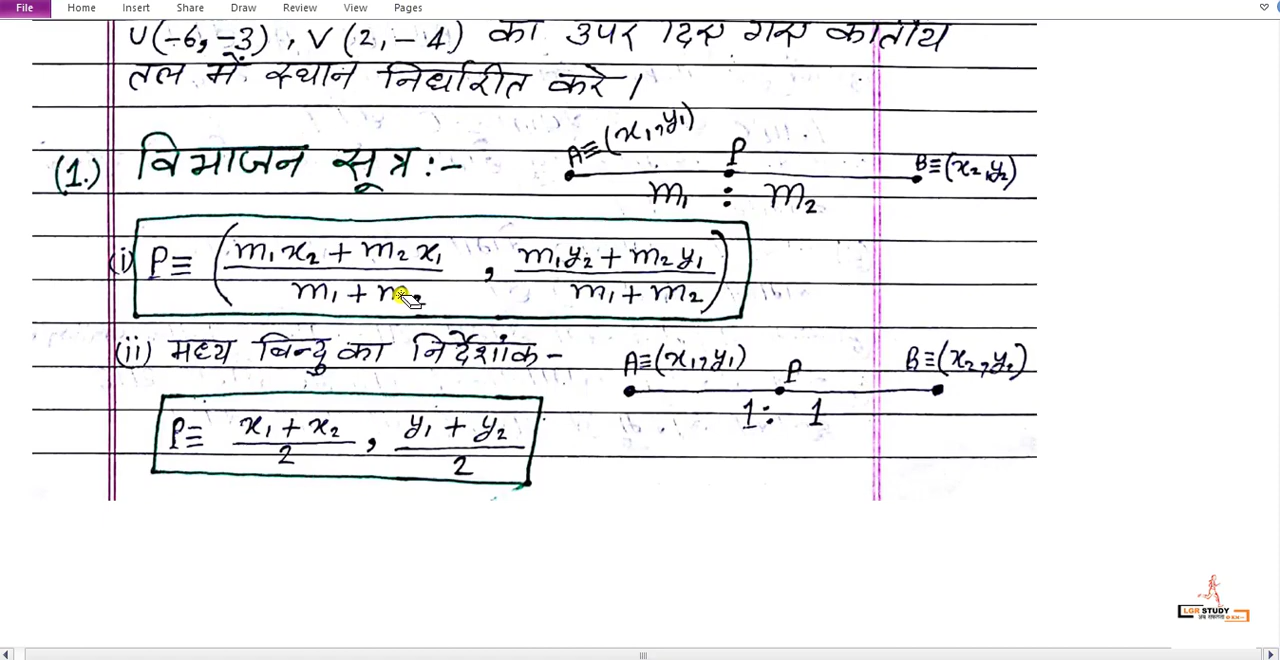 File Home Insert Share Draw Review View Pages
U(-6, -3), V(2, -4) का उपर दिए गए कार्तीय
तल में स्थान निर्धारित करे।
(1.) विभाजन सूत्र :-
A≡(x₁, y₁) P B≡(x₂, y₂)
m₁ : m₂
(i) P≡ (m₁x₂ + m₂x₁ / m₁ + m₂, m₁y₂ + m₂y₁ / m₁ + m₂)
(ii) मध्य बिन्दु का निर्देशांक -
A≡(x₁, y₁) P B≡(x₂, y₂)
1 : 1
P≡ x₁ + x₂ / 2, y₁ + y₂ / 2
LGR STUDY